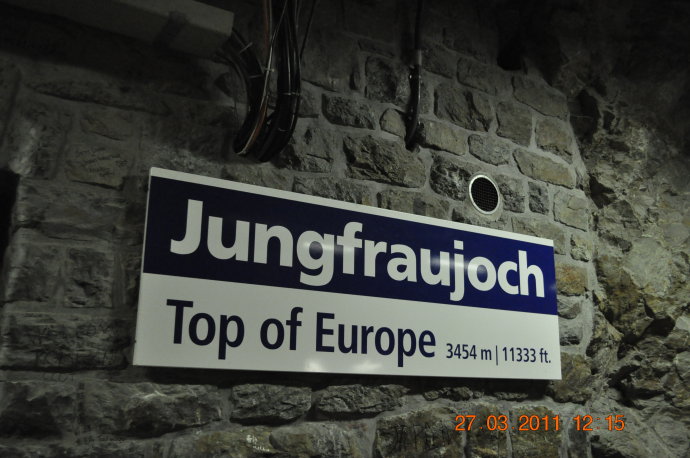 Jungfraujoch
Top of Europe 3454 m | 11333 ft.
27.03.2011 12:15